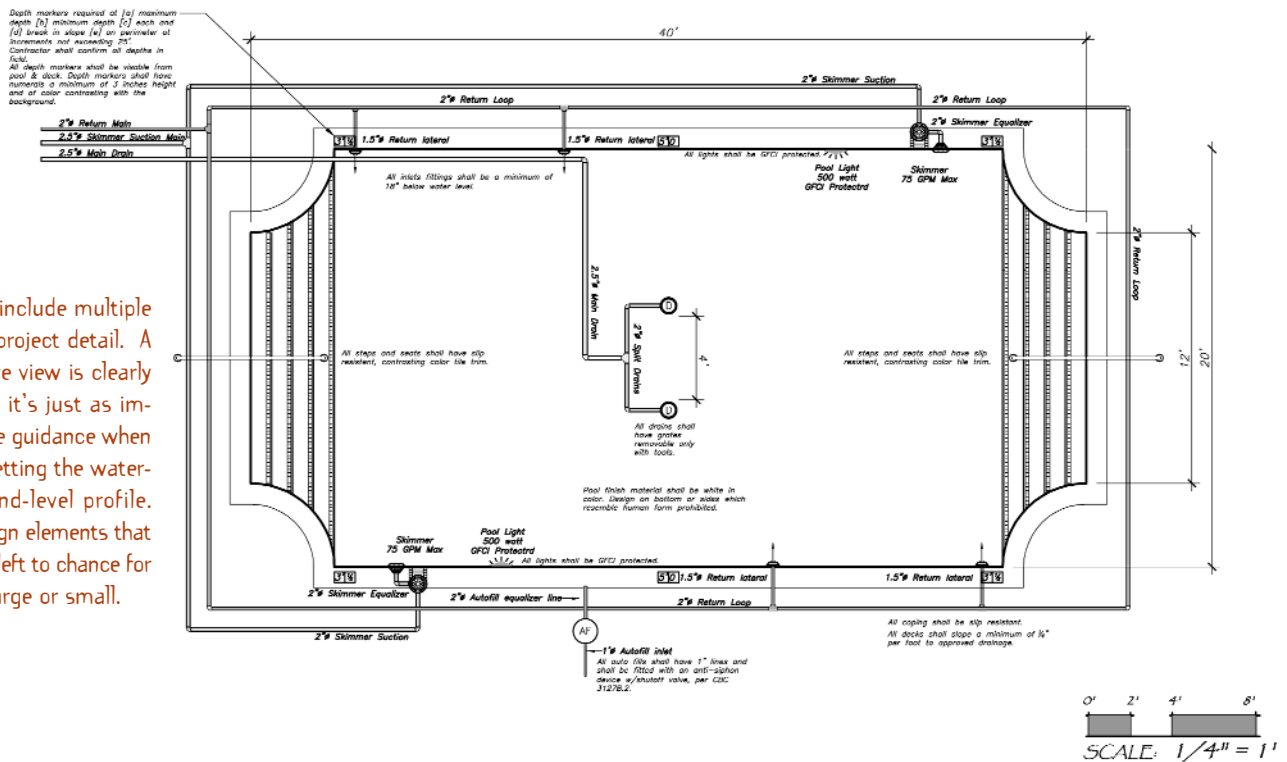 Depth markers required at [a] maximum
depth [b] minimum depth [c] each and
[d] break in slope [e] on perimeter at
increments not exceeding 25'.
Contractor shall confirm all depths in
field.
All depth markers shall be visable from
pool & deck. Depth markers shall have
numerals a minimum of 3 inches height
and of color contrasting with the
background.
40'
2"ø Skimmer Suction
2"ø Return Loop
2"ø Return Loop
2"ø Return Main
2.5"ø Skimmer Suction Main
2.5"ø Main Drain
2"ø Skimmer Equalizer
1.5"ø Return lateral
1.5"ø Return lateral
5'0
All lights shall be GFCI protected.
Pool Light
500 watt
GFCI Protectrd
Skimmer
75 GPM Max
All inlets fittings shall be a minimum of
18" below water level.
2"ø Return Loop
2.5"ø Main Drain
D
2"ø Split Drains
4'
D
12'
20'
include multiple
project detail. A
e view is clearly
it's just as im-
e guidance when
etting the water-
nd-level profile.
gn elements that
left to chance for
arge or small.
All steps and seats shall have slip
resistent, contrasting color tile trim.
All steps and seats shall have slip
resistent, contrasting color tile trim.
All drains shall
have grates
removable only
with tools.
Pool finish material shall be white in
color. Design on bottom or sides which
resemble human form prohibited.
Skimmer
75 GPM Max
Pool Light
500 watt
GFCI Protectrd
All lights shall be GFCI protected.
5'0
1.5"ø Return lateral
1.5"ø Return lateral
2"ø Skimmer Equalizer
2"ø Autofill equalizer line
2"ø Return Loop
2"ø Skimmer Suction
AF
1"ø Autofill inlet
All auto fills shall have 1" lines and
shall be fitted with an anti-siphon
device w/shutoff valve, per CBC
3127B.2.
All coping shall be slip resistant.
All decks shall slope a minimum of ¼"
per foot to approved drainage.
0' 2' 4' 8'
SCALE: 1/4" = 1'